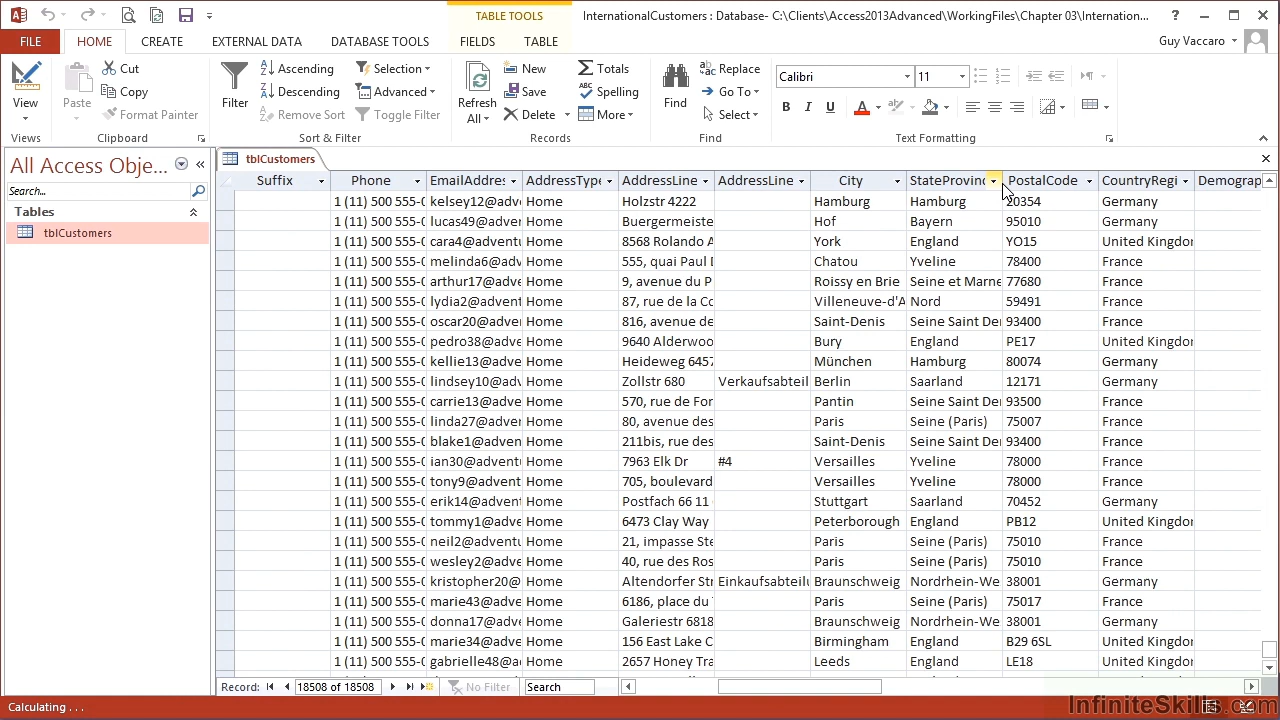 TABLE TOOLS
InternationalCustomers : Database- C:\Clients\Access2013Advanced\WorkingFiles\Chapter 03\Internation...
?
FILE HOME CREATE EXTERNAL DATA DATABASE TOOLS FIELDS TABLE Guy Vaccaro
View
Views
Paste
Cut
Copy
Format Painter
Clipboard
Filter
Ascending
Descending
Remove Sort
Selection
Advanced
Toggle Filter
Sort & Filter
Refresh
All
New
Save
Delete
Totals
Spelling
More
Records
Find
Replace
Go To
Select
Find
Calibri 11
B I U A
Text Formatting
All Access Obje...
Search...
Tables
tblCustomers
tblCustomers
Suffix Phone EmailAddres AddressType AddressLine AddressLine City StateProvinc PostalCode CountryRegi Demograp
1 (11) 500 555-0 kelsey12@adven Home Holzstr 4222 Hamburg Hamburg 20354 Germany
1 (11) 500 555-0 lucas49@adven Home Buergermeiste Hof Bayern 95010 Germany
1 (11) 500 555-0 cara4@adventu Home 8568 Rolando A York England YO15 United Kingdom
1 (11) 500 555-0 melinda6@adve Home 555, quai Paul D Chatou Yveline 78400 France
1 (11) 500 555-0 arthur17@adve Home 9, avenue du P Roissy en Brie Seine et Marne 77680 France
1 (11) 500 555-0 lydia2@advent Home 87, rue de la Co Villeneuve-d'A Nord 59491 France
1 (11) 500 555-0 oscar20@adver Home 816, avenue de Saint-Denis Seine Saint De 93400 France
1 (11) 500 555-0 pedro38@adve Home 9640 Alderwoo Bury England PE17 United Kingdom
1 (11) 500 555-0 kellie13@adver Home Heideweg 6457 München Hamburg 80074 Germany
1 (11) 500 555-0 lindsey10@adv Home Zollstr 680 Verkaufsabteil Berlin Saarland 12171 Germany
1 (11) 500 555-0 carrie13@adve Home 570, rue de For Pantin Seine Saint De 93500 France
1 (11) 500 555-0 linda27@adver Home 80, avenue des Paris Seine (Paris) 75007 France
1 (11) 500 555-0 blake1@advent Home 211bis, rue des Saint-Denis Seine Saint De 93400 France
1 (11) 500 555-0 ian30@adventu Home 7963 Elk Dr #4 Versailles Yveline 78000 France
1 (11) 500 555-0 tony9@advent Home 705, boulevard Versailles Yveline 78000 France
1 (11) 500 555-0 erik14@advent Home Postfach 66 11 Stuttgart Saarland 70452 Germany
1 (11) 500 555-0 tommy1@adve Home 6473 Clay Way Peterborough England PB12 United Kingdom
1 (11) 500 555-0 neil2@adventu Home 21, impasse Ste Paris Seine (Paris) 75010 France
1 (11) 500 555-0 wesley2@adve Home 40, rue des Ros Paris Seine (Paris) 75010 France
1 (11) 500 555-0 kristopher20@ Home Altendorfer Str Einkaufsabteilu Braunschweig Nordrhein-We 38001 Germany
1 (11) 500 555-0 marie43@adve Home 6186, place du Paris Seine (Paris) 75017 France
1 (11) 500 555-0 donna17@adve Home Galeriestr 6818 Braunschweig Nordrhein-We 38001 Germany
1 (11) 500 555-0 marie34@adve Home 156 East Lake C Birmingham England B29 6SL United Kingdom
1 (11) 500 555-0 gabrielle48@ad Home 2657 Honey Tra Leeds England LE18 United Kingdom
Record: 18508 of 18508 No Filter Search
Calculating . . .
InfiniteSkills.com